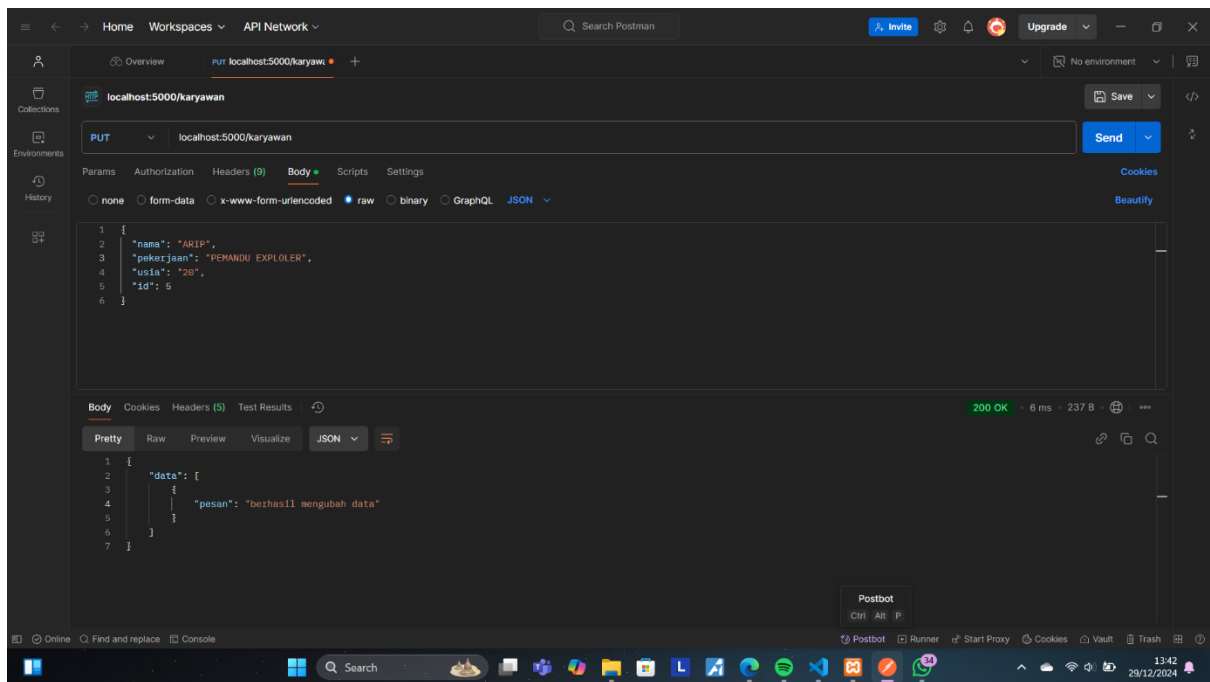 Home Workspaces API Network Search Postman Invite Upgrade
Overview PUT localhost:5000/karyawa No environment
Collections
HTTP localhost:5000/karyawan Save
PUT localhost:5000/karyawan Send
Environments
Params Authorization Headers (9) Body Scripts Settings Cookies
History
none form-data x-www-form-urlencoded raw binary GraphQL JSON Beautify
1 {
2 "nama": "ARIP",
3 "pekerjaan": "PEMANDU EXPLOLER",
4 "usia": "20",
5 "id": 5
6 }
Body Cookies Headers (5) Test Results 200 OK 6 ms 237 B
Pretty Raw Preview Visualize JSON
1 {
2 "data": [
3 {
4 "pesan": "berhasil mengubah data"
5 }
6 ]
7 }
Postbot
Ctrl Alt P
Online Find and replace Console Postbot Runner Start Proxy Cookies Vault Trash
Search L 34 13:42
29/12/2024